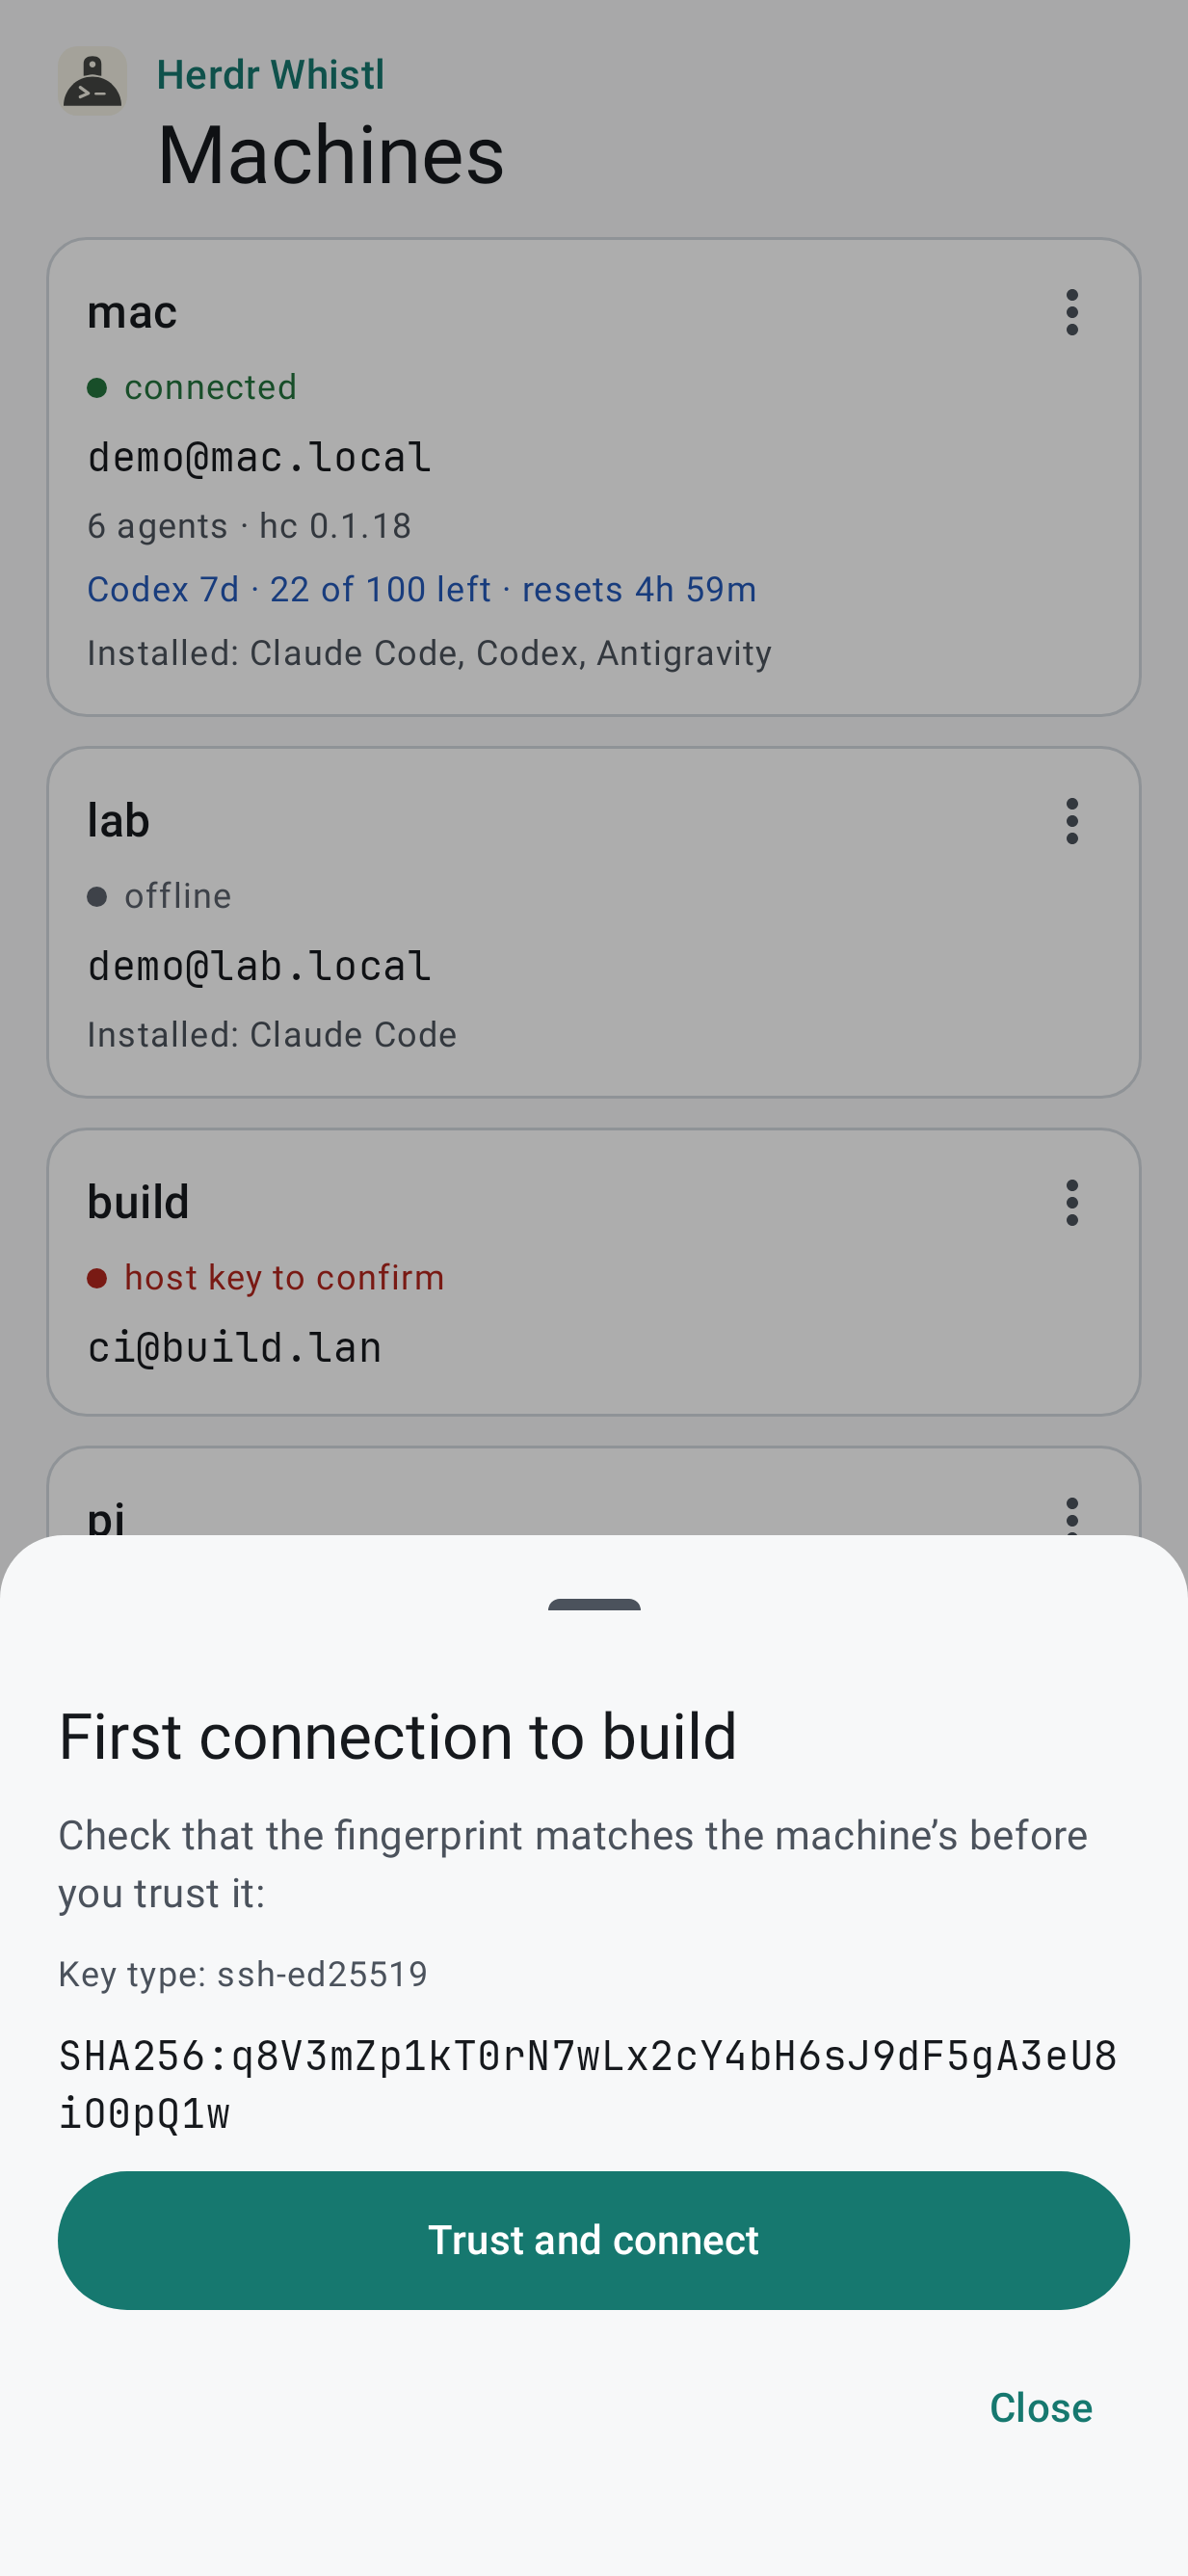 Herdr Whistl
Machines
mac
connected
demo@mac.local
6 agents · hc 0.1.18
Codex 7d · 22 of 100 left · resets 4h 59m
Installed: Claude Code, Codex, Antigravity
lab
offline
demo@lab.local
Installed: Claude Code
build
host key to confirm
ci@build.lan
pi
First connection to build
Check that the fingerprint matches the machine’s before
you trust it:
Key type: ssh-ed25519
SHA256:q8V3mZp1kT0rN7wLx2cY4bH6sJ9dF5gA3eU8
iO0pQ1w
Trust and connect
Close